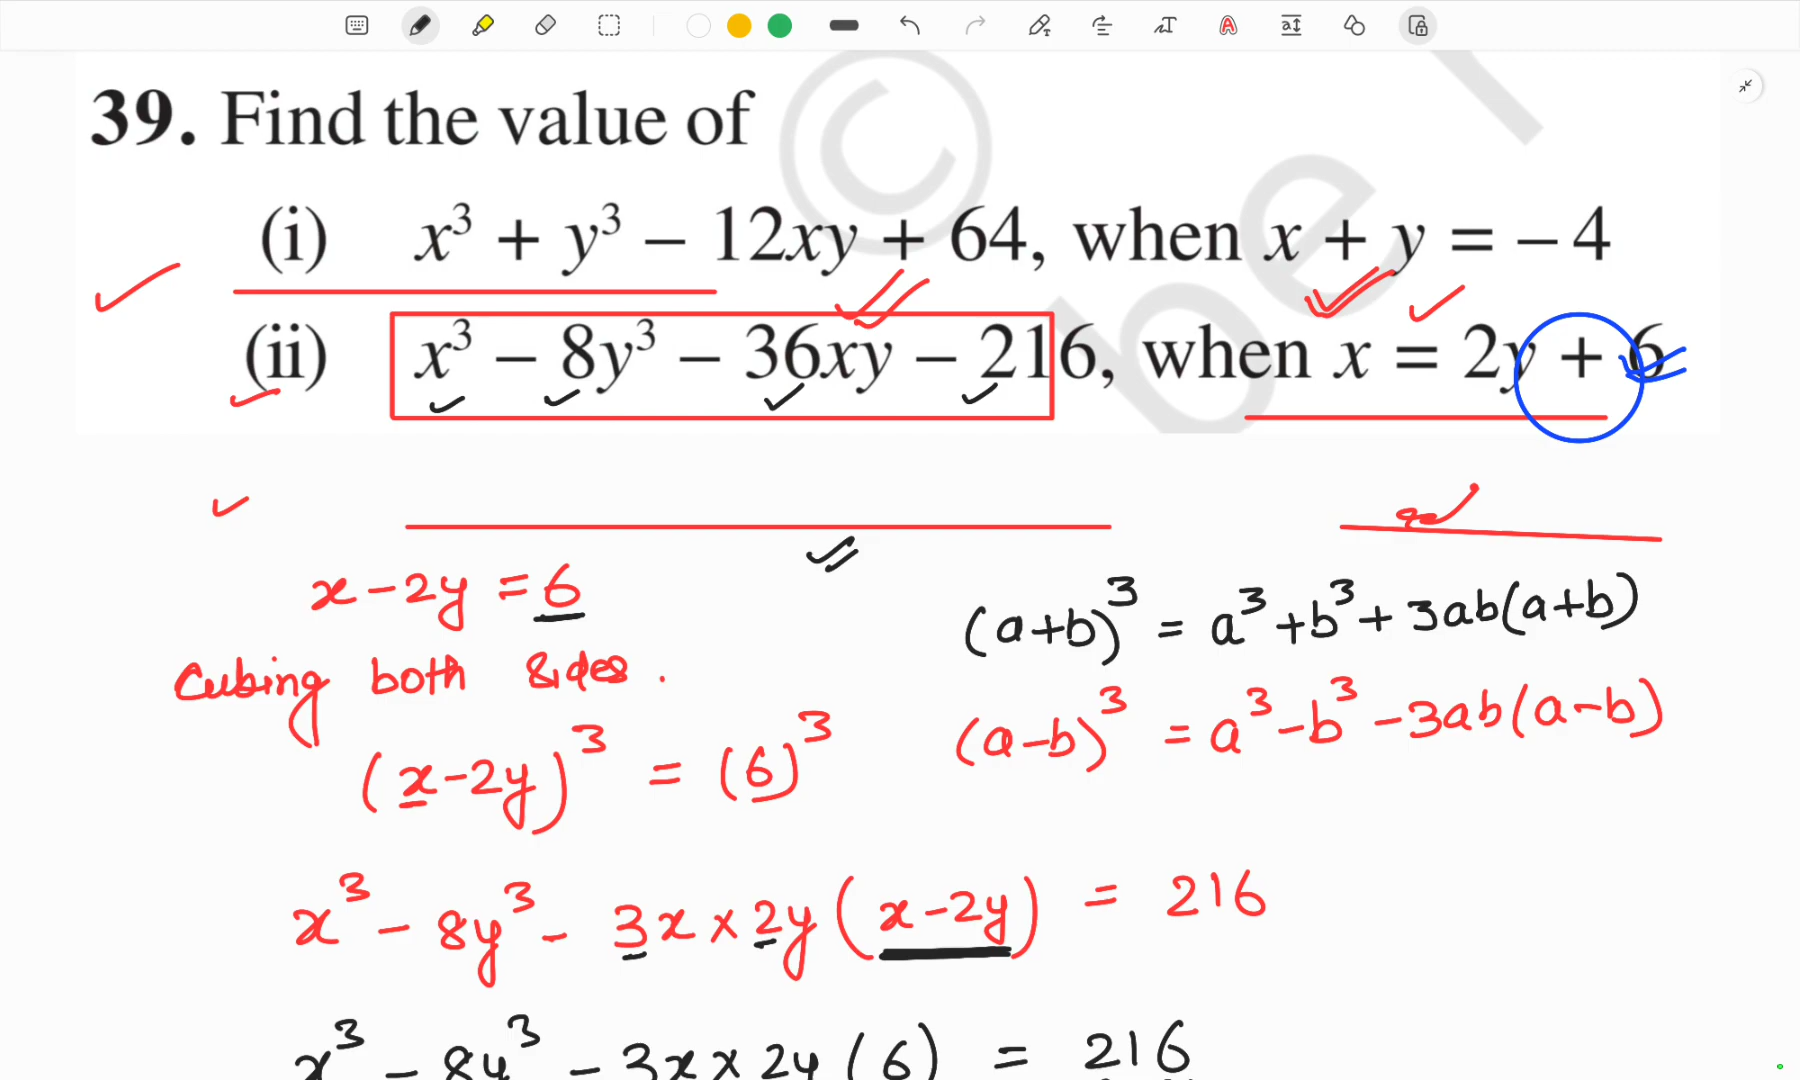 39. Find the value of
(i) x³ + y³ – 12xy + 64, when x + y = – 4
(ii) x³ – 8y³ – 36xy – 216, when x = 2y + 6
x – 2y = 6
(a+b)³ = a³ + b³ + 3ab(a+b)
Cubing both sides.
(a–b)³ = a³ – b³ – 3ab(a–b)
(x–2y)³ = (6)³
x³ – 8y³ – 3x × 2y (x–2y) = 216
x³ – 8y³ – 3x × 2y (6) = 216